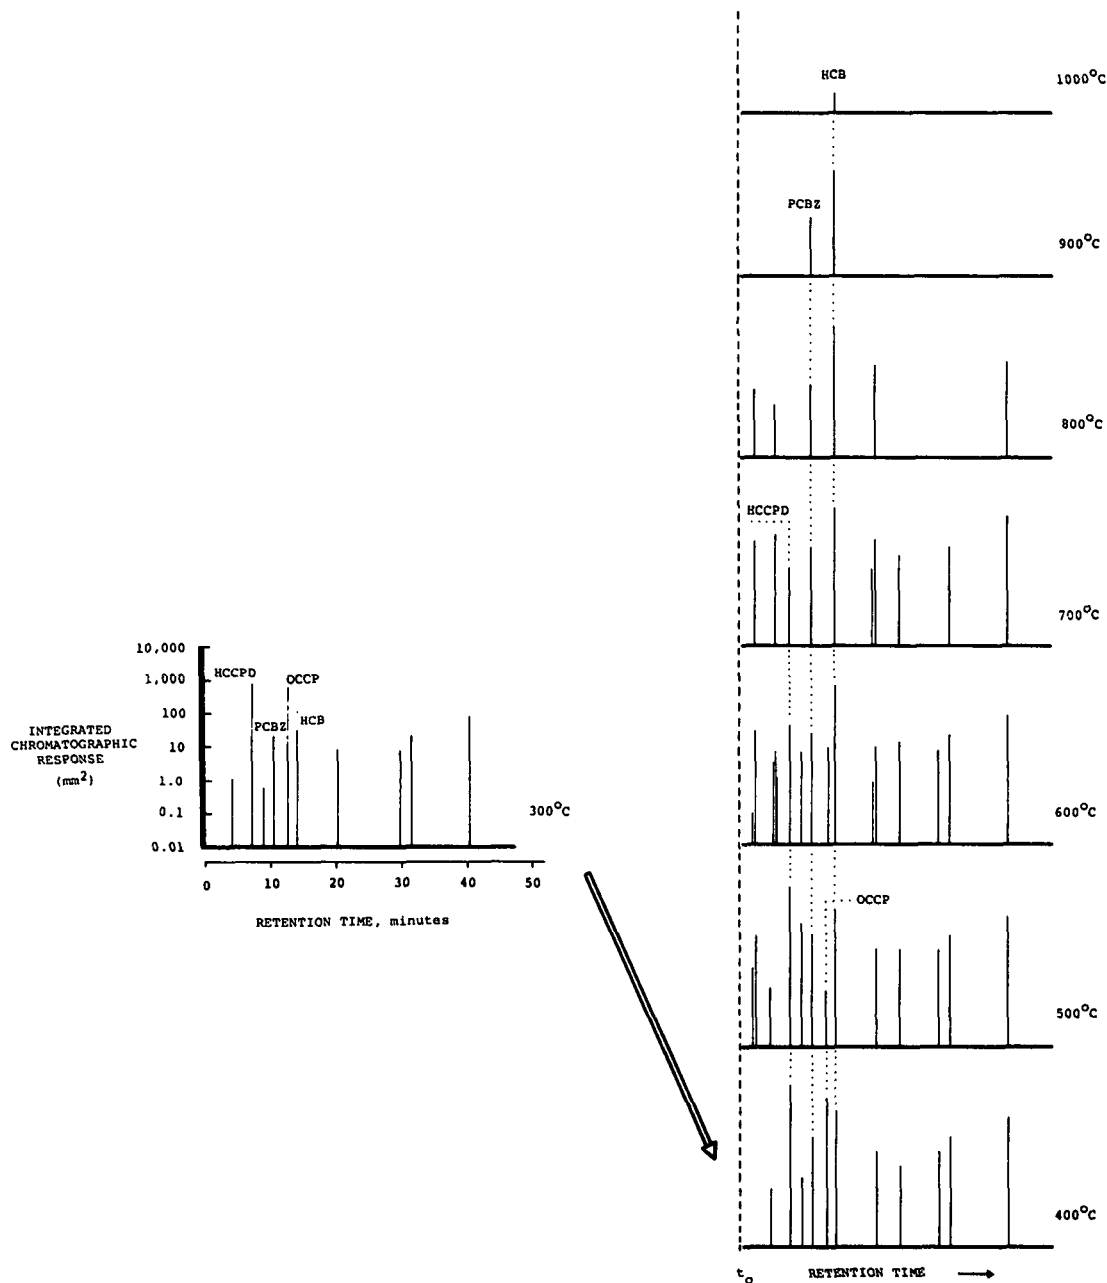 HCB
1000°C
PCBZ
900°C
800°C
HCCPD
700°C
10,000
1,000
100
10
1.0
0.1
0.01
INTEGRATED
CHROMATOGRAPHIC
RESPONSE
(mm²)
HCCPD
OCCP
PCBZ
HCB
300°C
0 10 20 30 40 50
RETENTION TIME, minutes
600°C
OCCP
500°C
400°C
t₀ RETENTION TIME